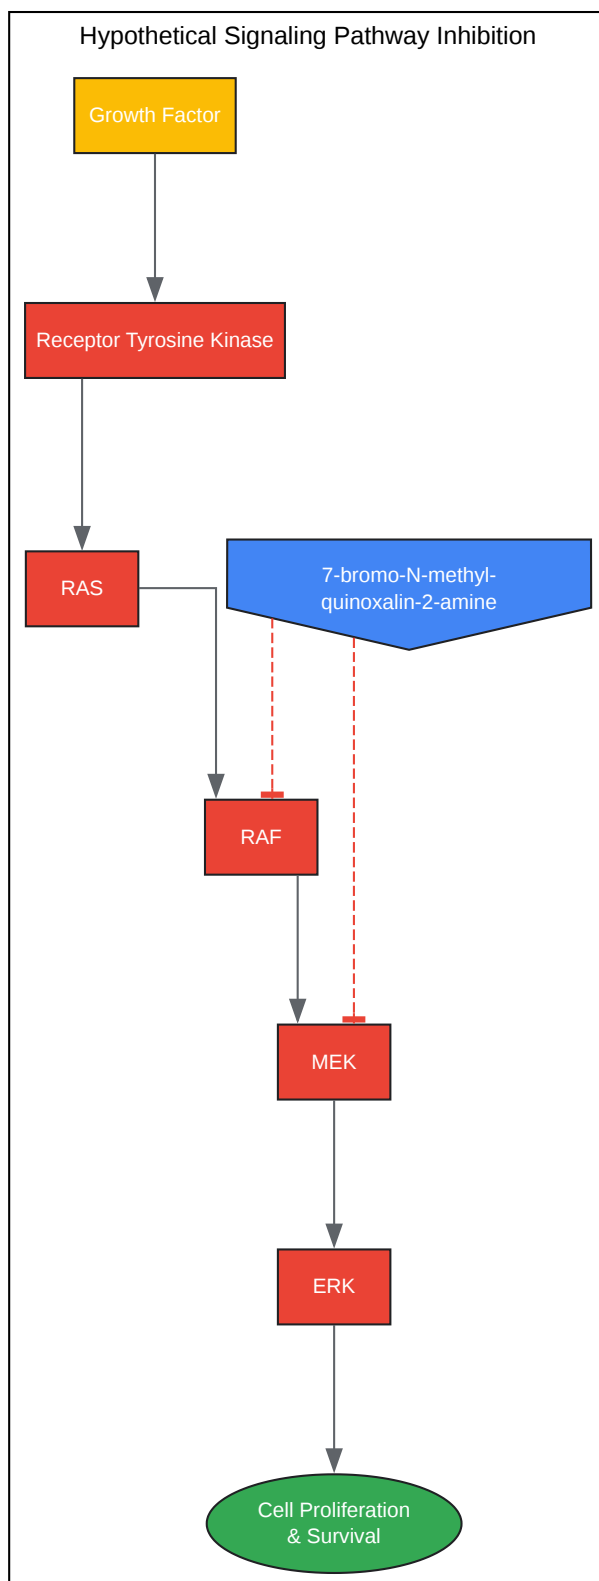 Hypothetical Signaling Pathway Inhibition
Growth Factor
Receptor Tyrosine Kinase
RAS
7-bromo-N-methyl-
quinoxalin-2-amine
RAF
MEK
ERK
Cell Proliferation
& Survival